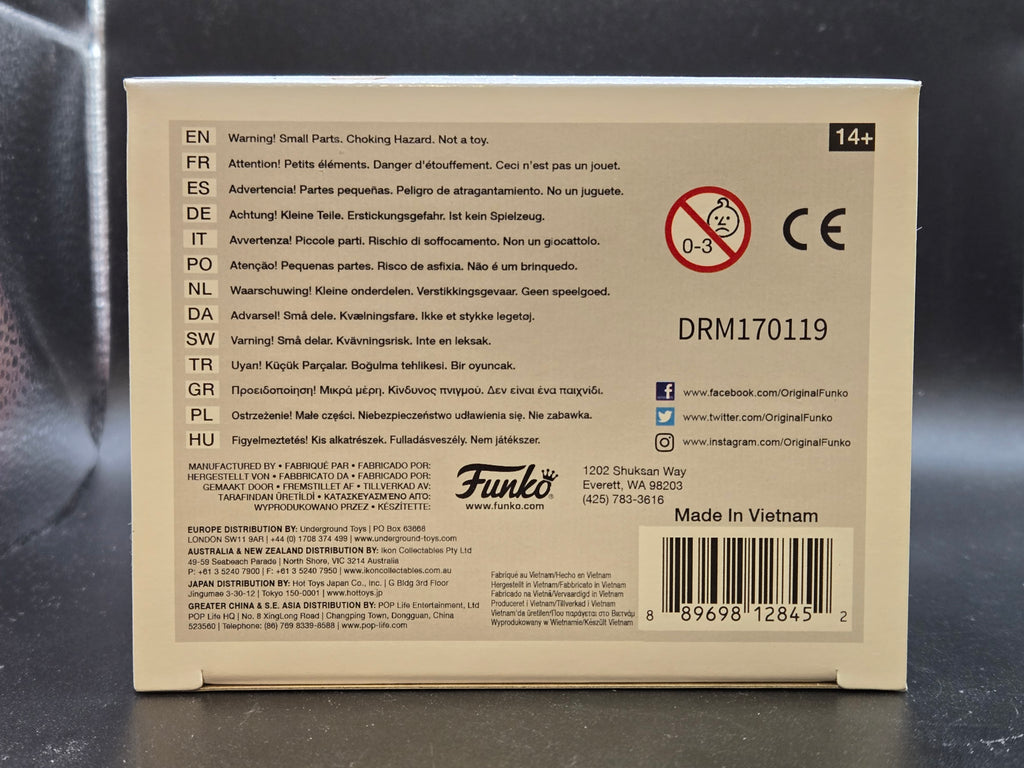 EN Warning! Small Parts. Choking Hazard. Not a toy.
FR Attention! Petits éléments. Danger d'étouffement. Ceci n'est pas un jouet.
ES Advertencia! Partes pequeñas. Peligro de atragantamiento. No un juguete.
DE Achtung! Kleine Teile. Erstickungsgefahr. Ist kein Spielzeug.
IT Avvertenza! Piccole parti. Rischio di soffocamento. Non un giocattolo.
PO Atenção! Pequenas partes. Risco de asfixia. Não é um brinquedo.
NL Waarschuwing! Kleine onderdelen. Verstikkingsgevaar. Geen speelgoed.
DA Advarsel! Små dele. Kvælningsfare. Ikke et stykke legetøj.
SW Varning! Små delar. Kvävningsrisk. Inte en leksak.
TR Uyan! Küçük Parçalar. Boğulma tehlikesi. Bir oyuncak.
GR Προειδοποίηση! Μικρά μέρη. Κίνδυνος πνιγμού. Δεν είναι ένα παιχνίδι.
PL Ostrzeżenie! Małe części. Niebezpieczeństwo udławienia się. Nie zabawka.
HU Figyelmeztetés! Kis alkatrészek. Fulladásveszély. Nem játékszer.
14+
0-3
CE
DRM170119
www.facebook.com/OriginalFunko
www.twitter.com/OriginalFunko
www.instagram.com/OriginalFunko
MANUFACTURED BY • FABRIQUÉ PAR • FABRICADO POR:
HERGESTELLT VON • FABBRICATO DA • FABRICADO POR:
GEMAAKT DOOR • FREMSTILLET AF • TILLVERKAD AV:
TARAFINDAN ÜRETİLDİ • ΚΑΤΑΣΚΕΥΑΣΜΈΝΟ ΑΠΌ:
WYPRODUKOWANO PRZEZ • KÉSZÍTETTE:
Funko
www.funko.com
1202 Shuksan Way
Everett, WA 98203
(425) 783-3616
Made In Vietnam
EUROPE DISTRIBUTION BY: Underground Toys | PO Box 63668
LONDON SW11 9AR | +44 (0) 1708 374 499 | www.underground-toys.com
AUSTRALIA & NEW ZEALAND DISTRIBUTION BY: Ikon Collectables Pty Ltd
49-59 Seabeach Parade | North Shore, VIC 3214 Australia
P: +61 3 5240 7900 | F: +61 3 5240 7950 | www.ikoncollectables.com.au
JAPAN DISTRIBUTION BY: Hot Toys Japan Co., Inc. | G Bldg 3rd Floor
Jingumae 3-30-12 | Tokyo 150-0001 | www.hottoys.jp
GREATER CHINA & S.E. ASIA DISTRIBUTION BY: POP Life Entertainment, Ltd
POP Life HQ | No. 8 XingLong Road | Changping Town, Dongguan, China
523560 | Telephone: (86) 769 8339-8588 | www.pop-life.com
Fabriqué au Vietnam/Hecho en Vietnam
Hergestellt in Vietnam/Fabbricato in Vietnam
Fabricado na Vietnã/Vervaardigd in Vietnam
Produceret i Vietnam/Tillverkad i Vietnam
Vietnam'da üretilen/Που παράγεται στο Βιετνάμ
Wyprodukowany w Wietnamie/Készült Vietnam
8 89698 12845 2